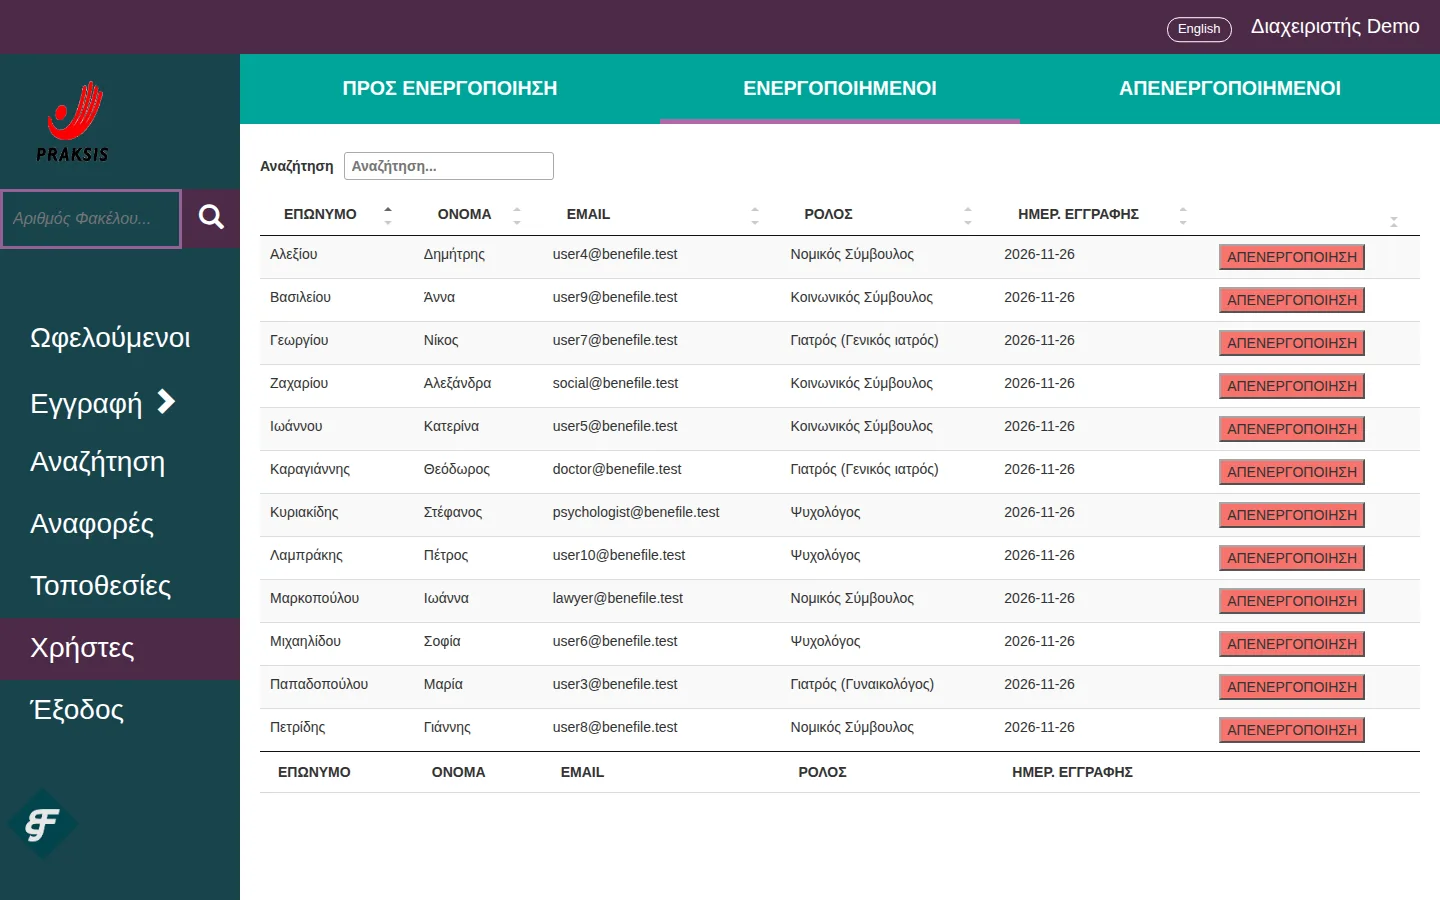 English Διαχειριστής Demo
PRAKSIS
ΠΡΟΣ ΕΝΕΡΓΟΠΟΙΗΣΗ ΕΝΕΡΓΟΠΟΙΗΜΕΝΟΙ ΑΠΕΝΕΡΓΟΠΟΙΗΜΕΝΟΙ
Αριθμός Φακέλου...
Ωφελούμενοι
Εγγραφή
Αναζήτηση
Αναφορές
Τοποθεσίες
Χρήστες
Έξοδος
Αναζήτηση Αναζήτηση...
ΕΠΩΝΥΜΟ ΟΝΟΜΑ EMAIL ΡΟΛΟΣ ΗΜΕΡ. ΕΓΓΡΑΦΗΣ
Αλεξίου Δημήτρης user4@benefile.test Νομικός Σύμβουλος 2026-11-26 ΑΠΕΝΕΡΓΟΠΟΙΗΣΗ
Βασιλείου Άννα user9@benefile.test Κοινωνικός Σύμβουλος 2026-11-26 ΑΠΕΝΕΡΓΟΠΟΙΗΣΗ
Γεωργίου Νίκος user7@benefile.test Γιατρός (Γενικός ιατρός) 2026-11-26 ΑΠΕΝΕΡΓΟΠΟΙΗΣΗ
Ζαχαρίου Αλεξάνδρα social@benefile.test Κοινωνικός Σύμβουλος 2026-11-26 ΑΠΕΝΕΡΓΟΠΟΙΗΣΗ
Ιωάννου Κατερίνα user5@benefile.test Κοινωνικός Σύμβουλος 2026-11-26 ΑΠΕΝΕΡΓΟΠΟΙΗΣΗ
Καραγιάννης Θεόδωρος doctor@benefile.test Γιατρός (Γενικός ιατρός) 2026-11-26 ΑΠΕΝΕΡΓΟΠΟΙΗΣΗ
Κυριακίδης Στέφανος psychologist@benefile.test Ψυχολόγος 2026-11-26 ΑΠΕΝΕΡΓΟΠΟΙΗΣΗ
Λαμπράκης Πέτρος user10@benefile.test Ψυχολόγος 2026-11-26 ΑΠΕΝΕΡΓΟΠΟΙΗΣΗ
Μαρκοπούλου Ιωάννα lawyer@benefile.test Νομικός Σύμβουλος 2026-11-26 ΑΠΕΝΕΡΓΟΠΟΙΗΣΗ
Μιχαηλίδου Σοφία user6@benefile.test Ψυχολόγος 2026-11-26 ΑΠΕΝΕΡΓΟΠΟΙΗΣΗ
Παπαδοπούλου Μαρία user3@benefile.test Γιατρός (Γυναικολόγος) 2026-11-26 ΑΠΕΝΕΡΓΟΠΟΙΗΣΗ
Πετρίδης Γιάννης user8@benefile.test Νομικός Σύμβουλος 2026-11-26 ΑΠΕΝΕΡΓΟΠΟΙΗΣΗ
ΕΠΩΝΥΜΟ ΟΝΟΜΑ EMAIL ΡΟΛΟΣ ΗΜΕΡ. ΕΓΓΡΑΦΗΣ